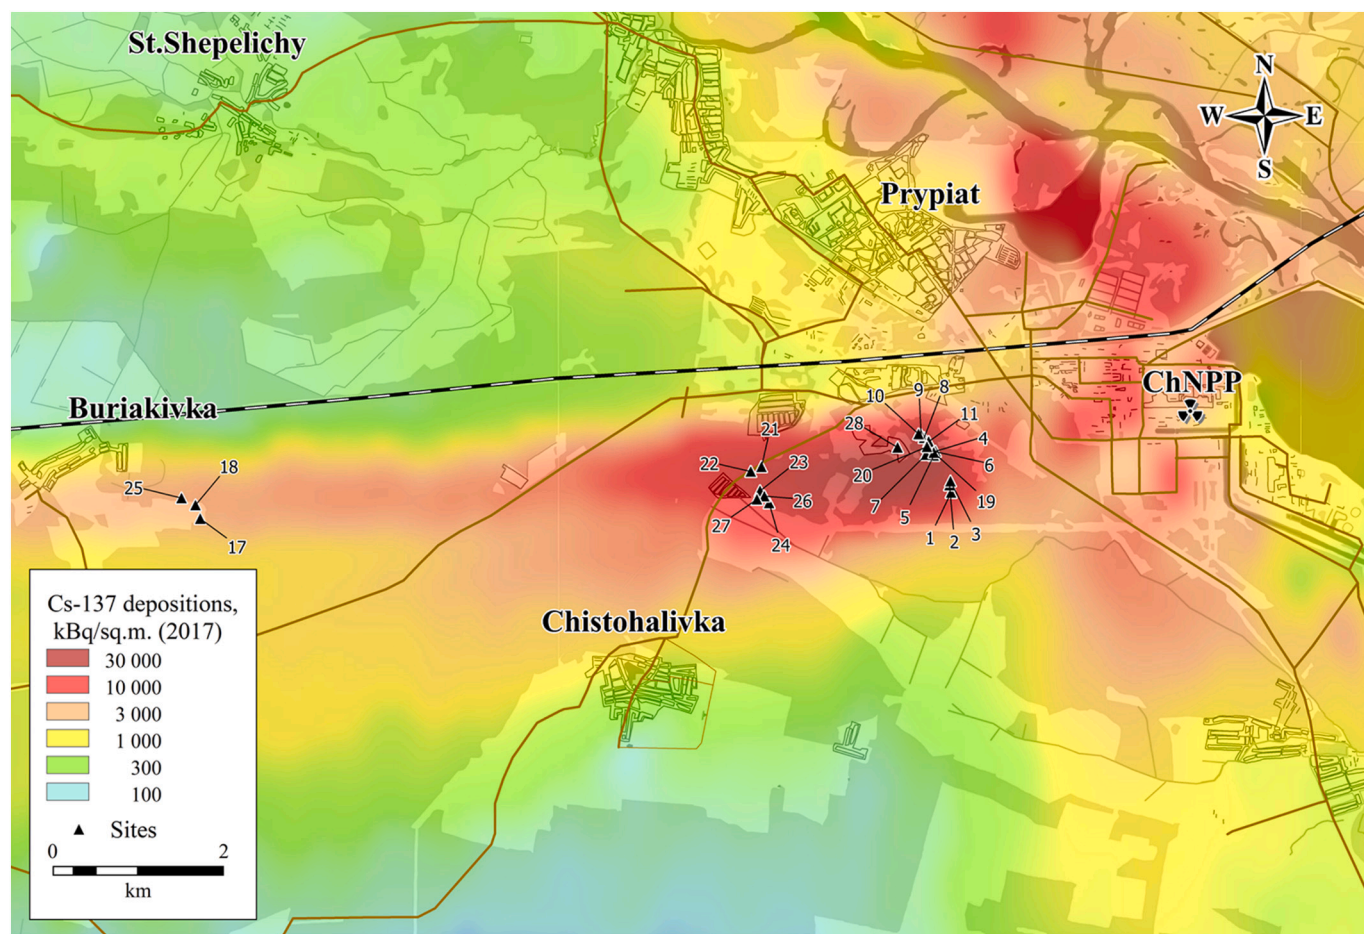 St.Shepelichy
N
W
E
S
Prypiat
ChNPP
Buriakivka
9
8
10
11
21
28
4
18
22
23
25
20
6
7
19
26
27
5
17
24
1
2
3
Chistohalivka
Cs-137 depositions,
kBq/sq.m. (2017)
30 000
10 000
3 000
1 000
300
100
Sites
0
2
km